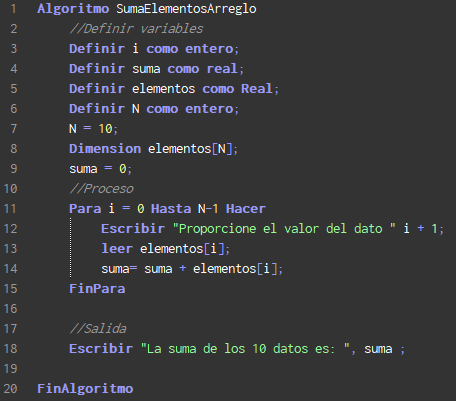 1 Algoritmo SumaElementosArreglo
2 //Definir variables
3 Definir i como entero;
4 Definir suma como real;
5 Definir elementos como Real;
6 Definir N como entero;
7 N = 10;
8 Dimension elementos[N];
9 suma = 0;
10 //Proceso
11 Para i = 0 Hasta N-1 Hacer
12 Escribir "Proporcione el valor del dato " i + 1;
13 leer elementos[i];
14 suma= suma + elementos[i];
15 FinPara
16
17 //Salida
18 Escribir "La suma de los 10 datos es: ", suma ;
19
20 FinAlgoritmo